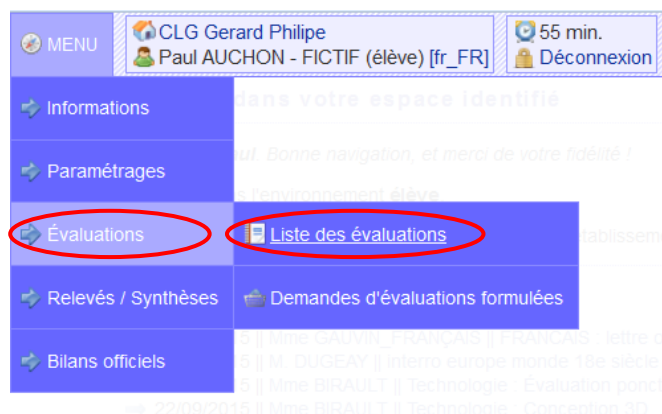 MENU
CLG Gerard Philipe
Paul AUCHON - FICTIF (élève) [fr_FR]
55 min.
Déconnexion
dans votre espace identifié
Informations
Bonne navigation, et merci de votre fidélité !
Paramétrages
l'environnement élève
Évaluations
Liste des évaluations
Relevés / Synthèses
Demandes d'évaluations formulées
5 || Mme GAUVIN_FRANÇAIS || FRANCAIS : lettre
Bilans officiels
5 || M. DUGEAY || interro europe monde 18e siècle
5 || Mme BIRAULT || Technologie : Évaluation
22/09/2015 || Mme BIRAULT || Technologie : Conception 3D